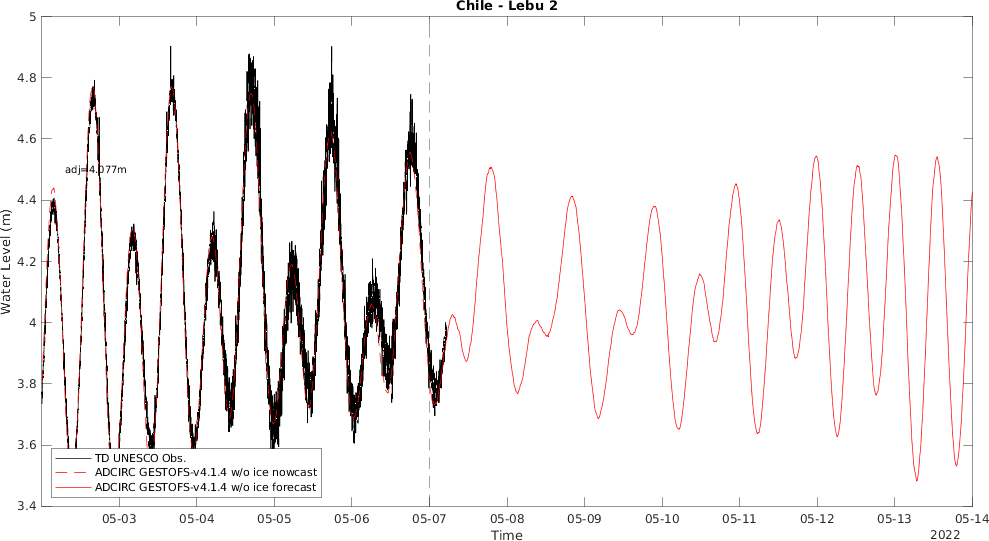 Chile - Lebu 2
5
4.8
4.6
4.4
4.2
4
3.8
3.6
3.4
Water Level (m)
adj=4.077m
TD UNESCO Obs.
ADCIRC GESTOFS-v4.1.4 w/o ice nowcast
ADCIRC GESTOFS-v4.1.4 w/o ice forecast
05-03 05-04 05-05 05-06 05-07 05-08 05-09 05-10 05-11 05-12 05-13 05-14
Time
2022